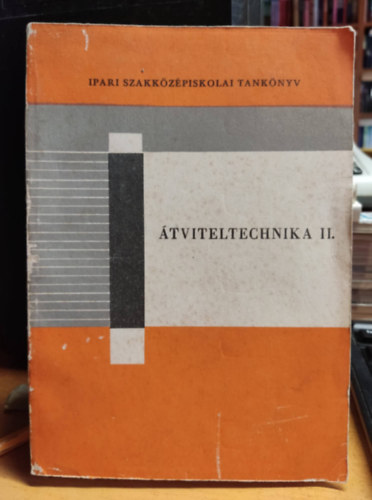 IPARI SZAKKÖZÉPISKOLAI TANKÖNYV
ÁTVITELTECHNIKA II.